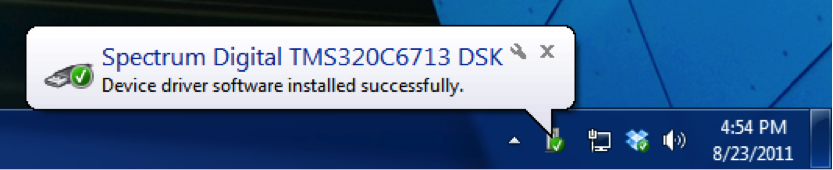 Spectrum Digital TMS320C6713 DSK
Device driver software installed successfully.
4:54 PM
8/23/2011